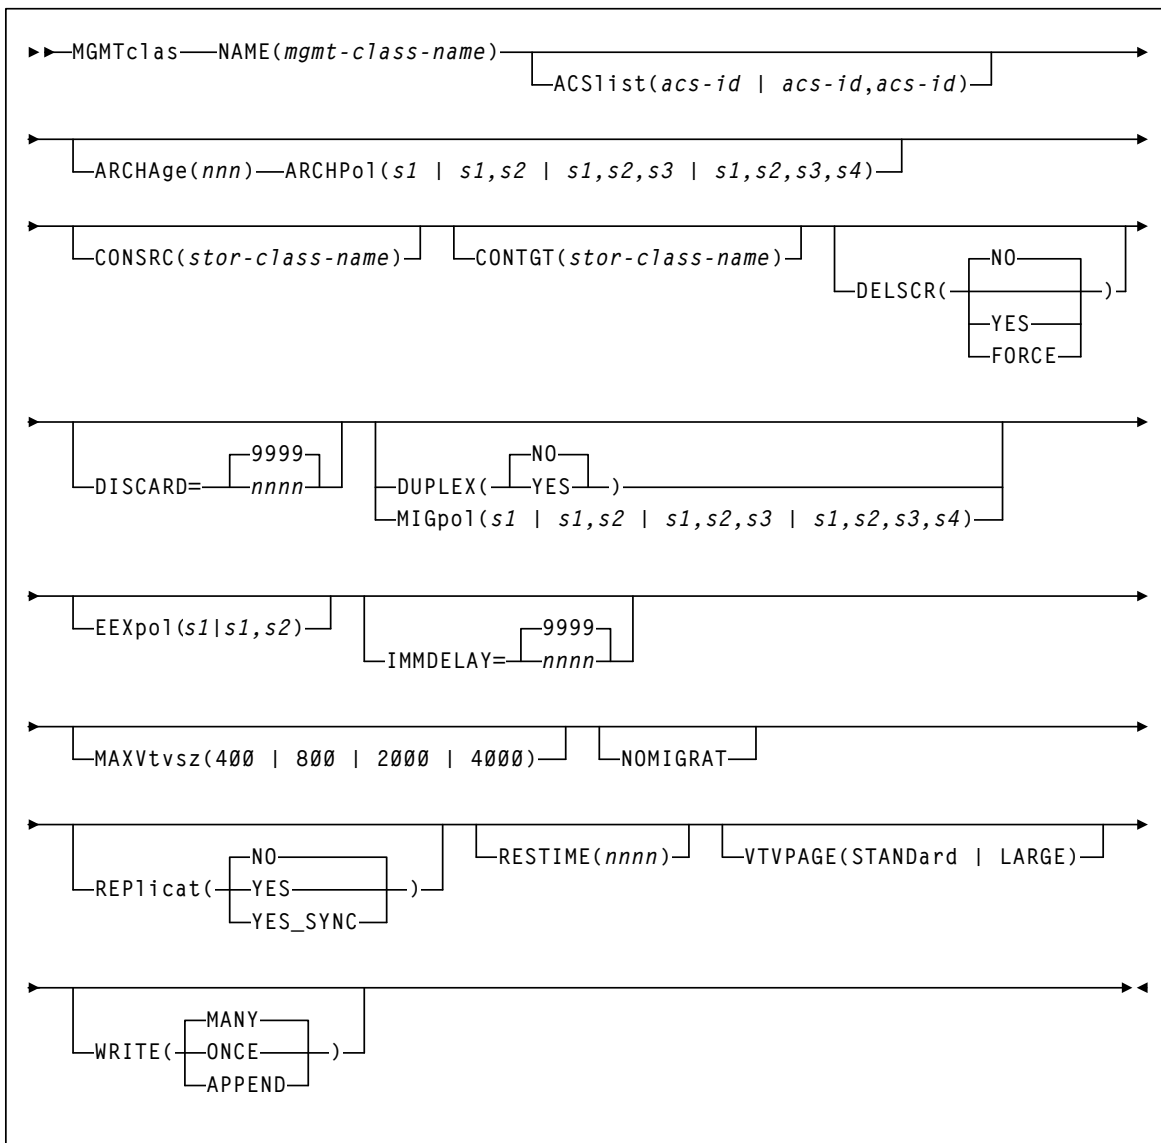 MGMTclas NAME(mgmt-class-name)
ACSlist(acs-id | acs-id,acs-id)
ARCHAge(nnn) ARCHPol(s1 | s1,s2 | s1,s2,s3 | s1,s2,s3,s4)
CONSRC(stor-class-name) CONTGT(stor-class-name) NO
DELSCR( )
YES
FORCE
9999 NO
DISCARD= nnnn DUPLEX( YES )
MIGpol(s1 | s1,s2 | s1,s2,s3 | s1,s2,s3,s4)
EEXpol(s1|s1,s2) 9999
IMMDELAY= nnnn
MAXVtvsz(400 | 800 | 2000 | 4000) NOMIGRAT
NO RESTIME(nnnn) VTVPAGE(STANDard | LARGE)
REPlicat( YES )
YES_SYNC
MANY
WRITE( ONCE )
APPEND